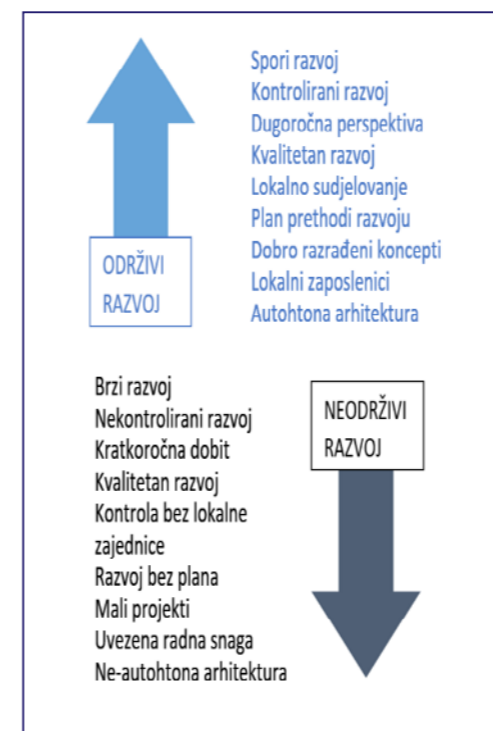 Spori razvoj
Kontrolirani razvoj
Dugoročna perspektiva
Kvalitetan razvoj
Lokalno sudjelovanje
Plan prethodi razvoju
Dobro razrađeni koncepti
Lokalni zaposlenici
Autohtona arhitektura
ODRŽIVI
RAZVOJ
Brzi razvoj
Nekontrolirani razvoj
Kratkoročna dobit
Kvalitetan razvoj
Kontrola bez lokalne
zajednice
Razvoj bez plana
Mali projekti
Uvezena radna snaga
Ne-autohtona arhitektura
NEODRŽIVI
RAZVOJ